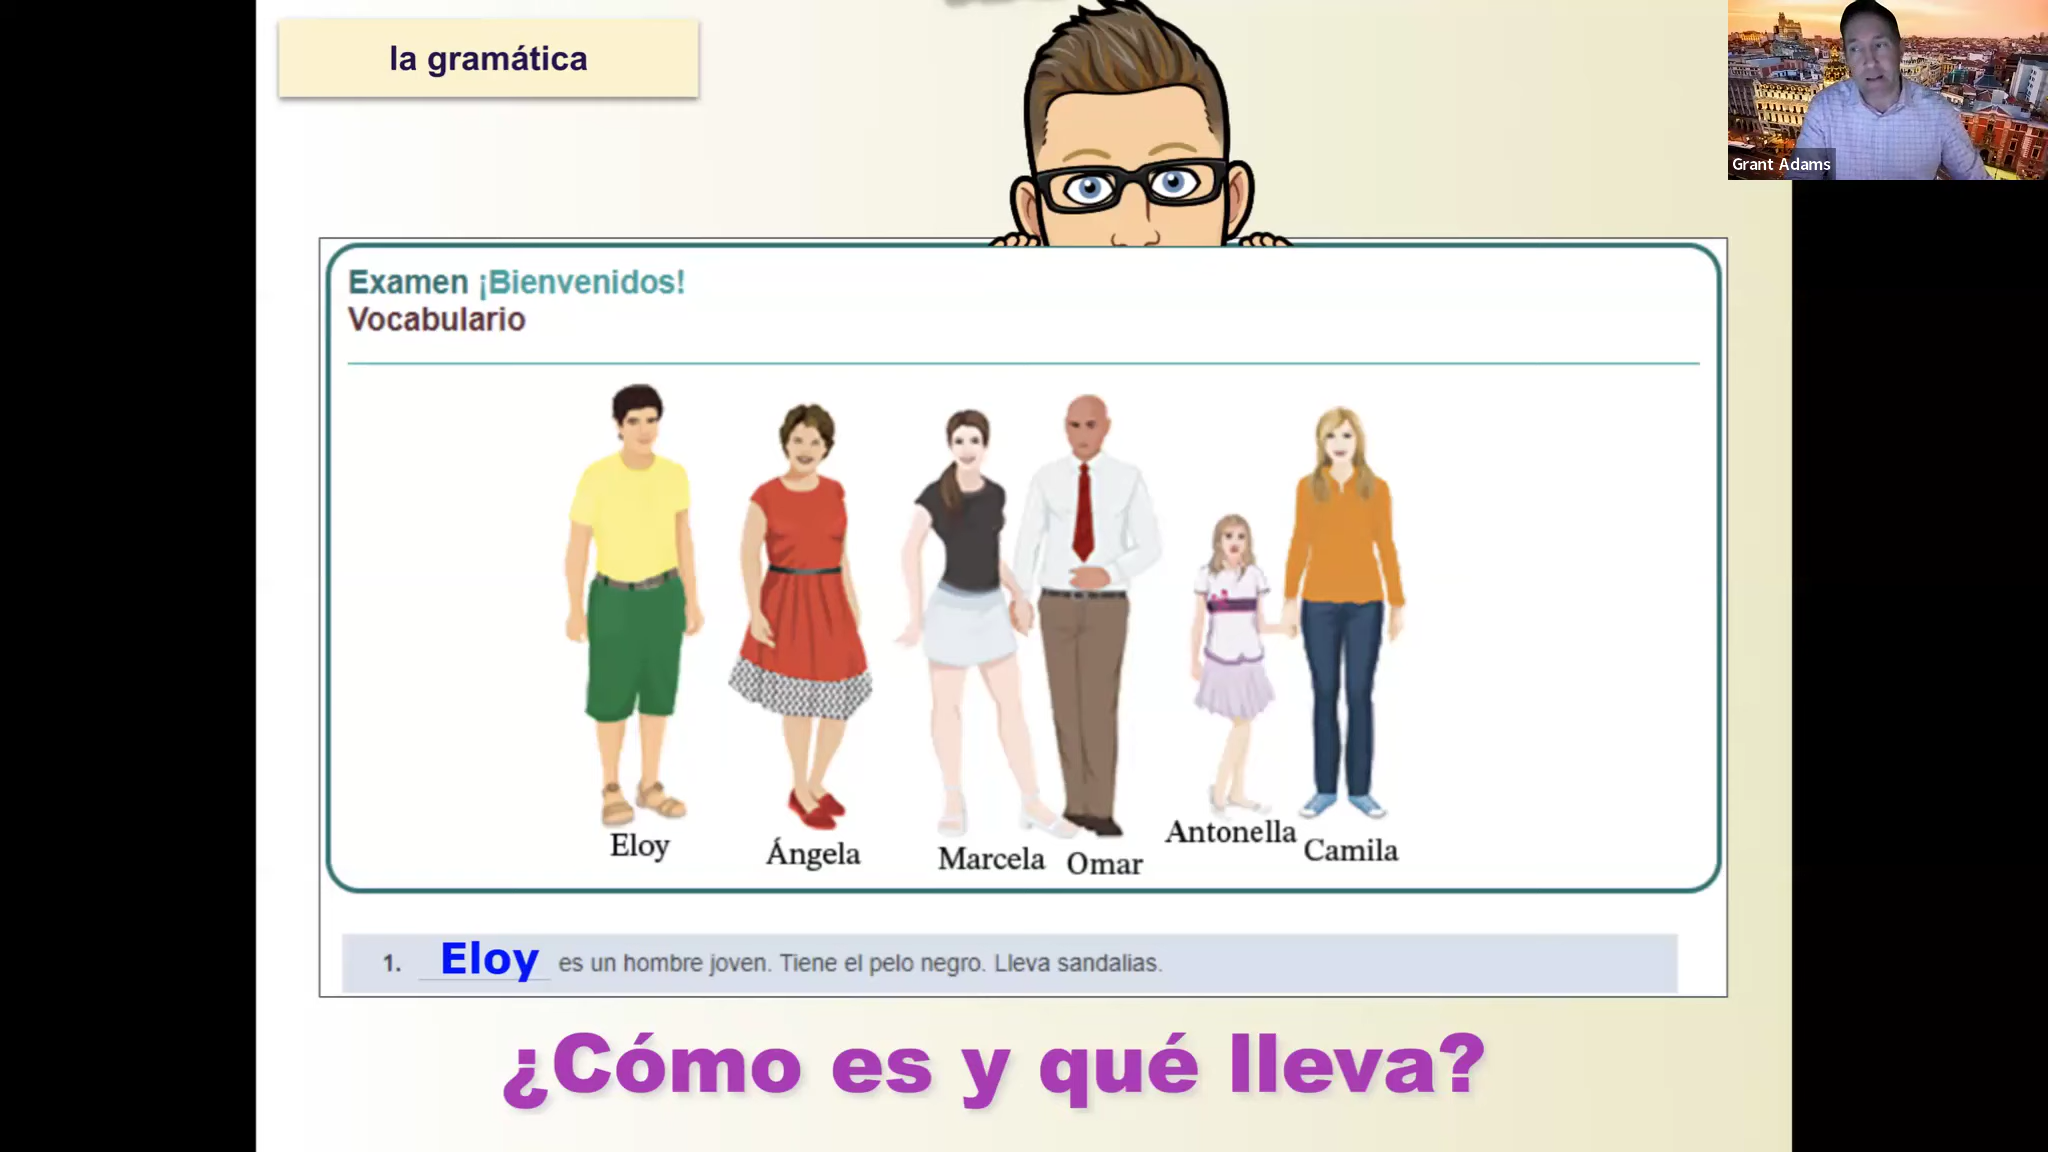 la gramática
Grant Adams
Examen ¡Bienvenidos!
Vocabulario
Eloy
Ángela
Marcela
Omar
Antonella
Camila
1. Eloy es un hombre joven. Tiene el pelo negro. Lleva sandalias.
¿Cómo es y qué lleva?